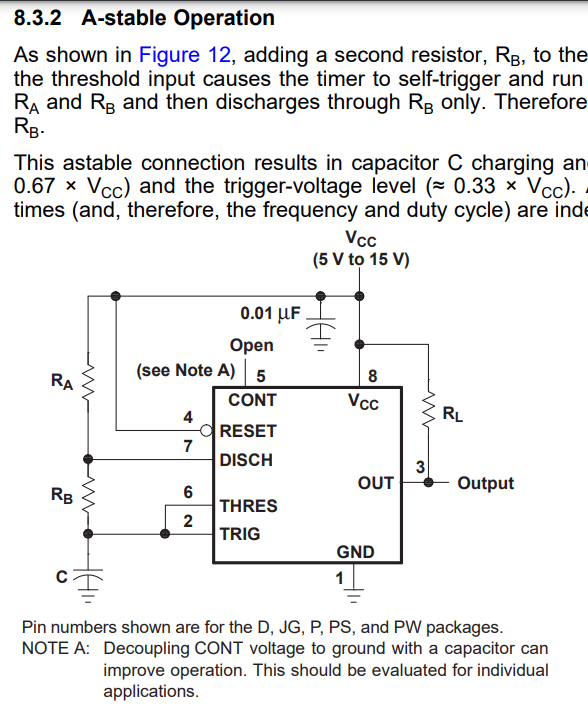 8.3.2 A-stable Operation
As shown in Figure 12, adding a second resistor, RB, to the
the threshold input causes the timer to self-trigger and run
RA and RB and then discharges through RB only. Therefore
RB.
This astable connection results in capacitor C charging an
0.67 × VCC) and the trigger-voltage level (≈ 0.33 × VCC).
times (and, therefore, the frequency and duty cycle) are inde
VCC
(5 V to 15 V)
0.01 µF
Open
(see Note A)
5
8
RA
CONT
VCC
4
RESET
RL
7
DISCH
3
OUT
Output
RB
6
THRES
2
TRIG
GND
C
1
Pin numbers shown are for the D, JG, P, PS, and PW packages.
NOTE A: Decoupling CONT voltage to ground with a capacitor can
improve operation. This should be evaluated for individual
applications.